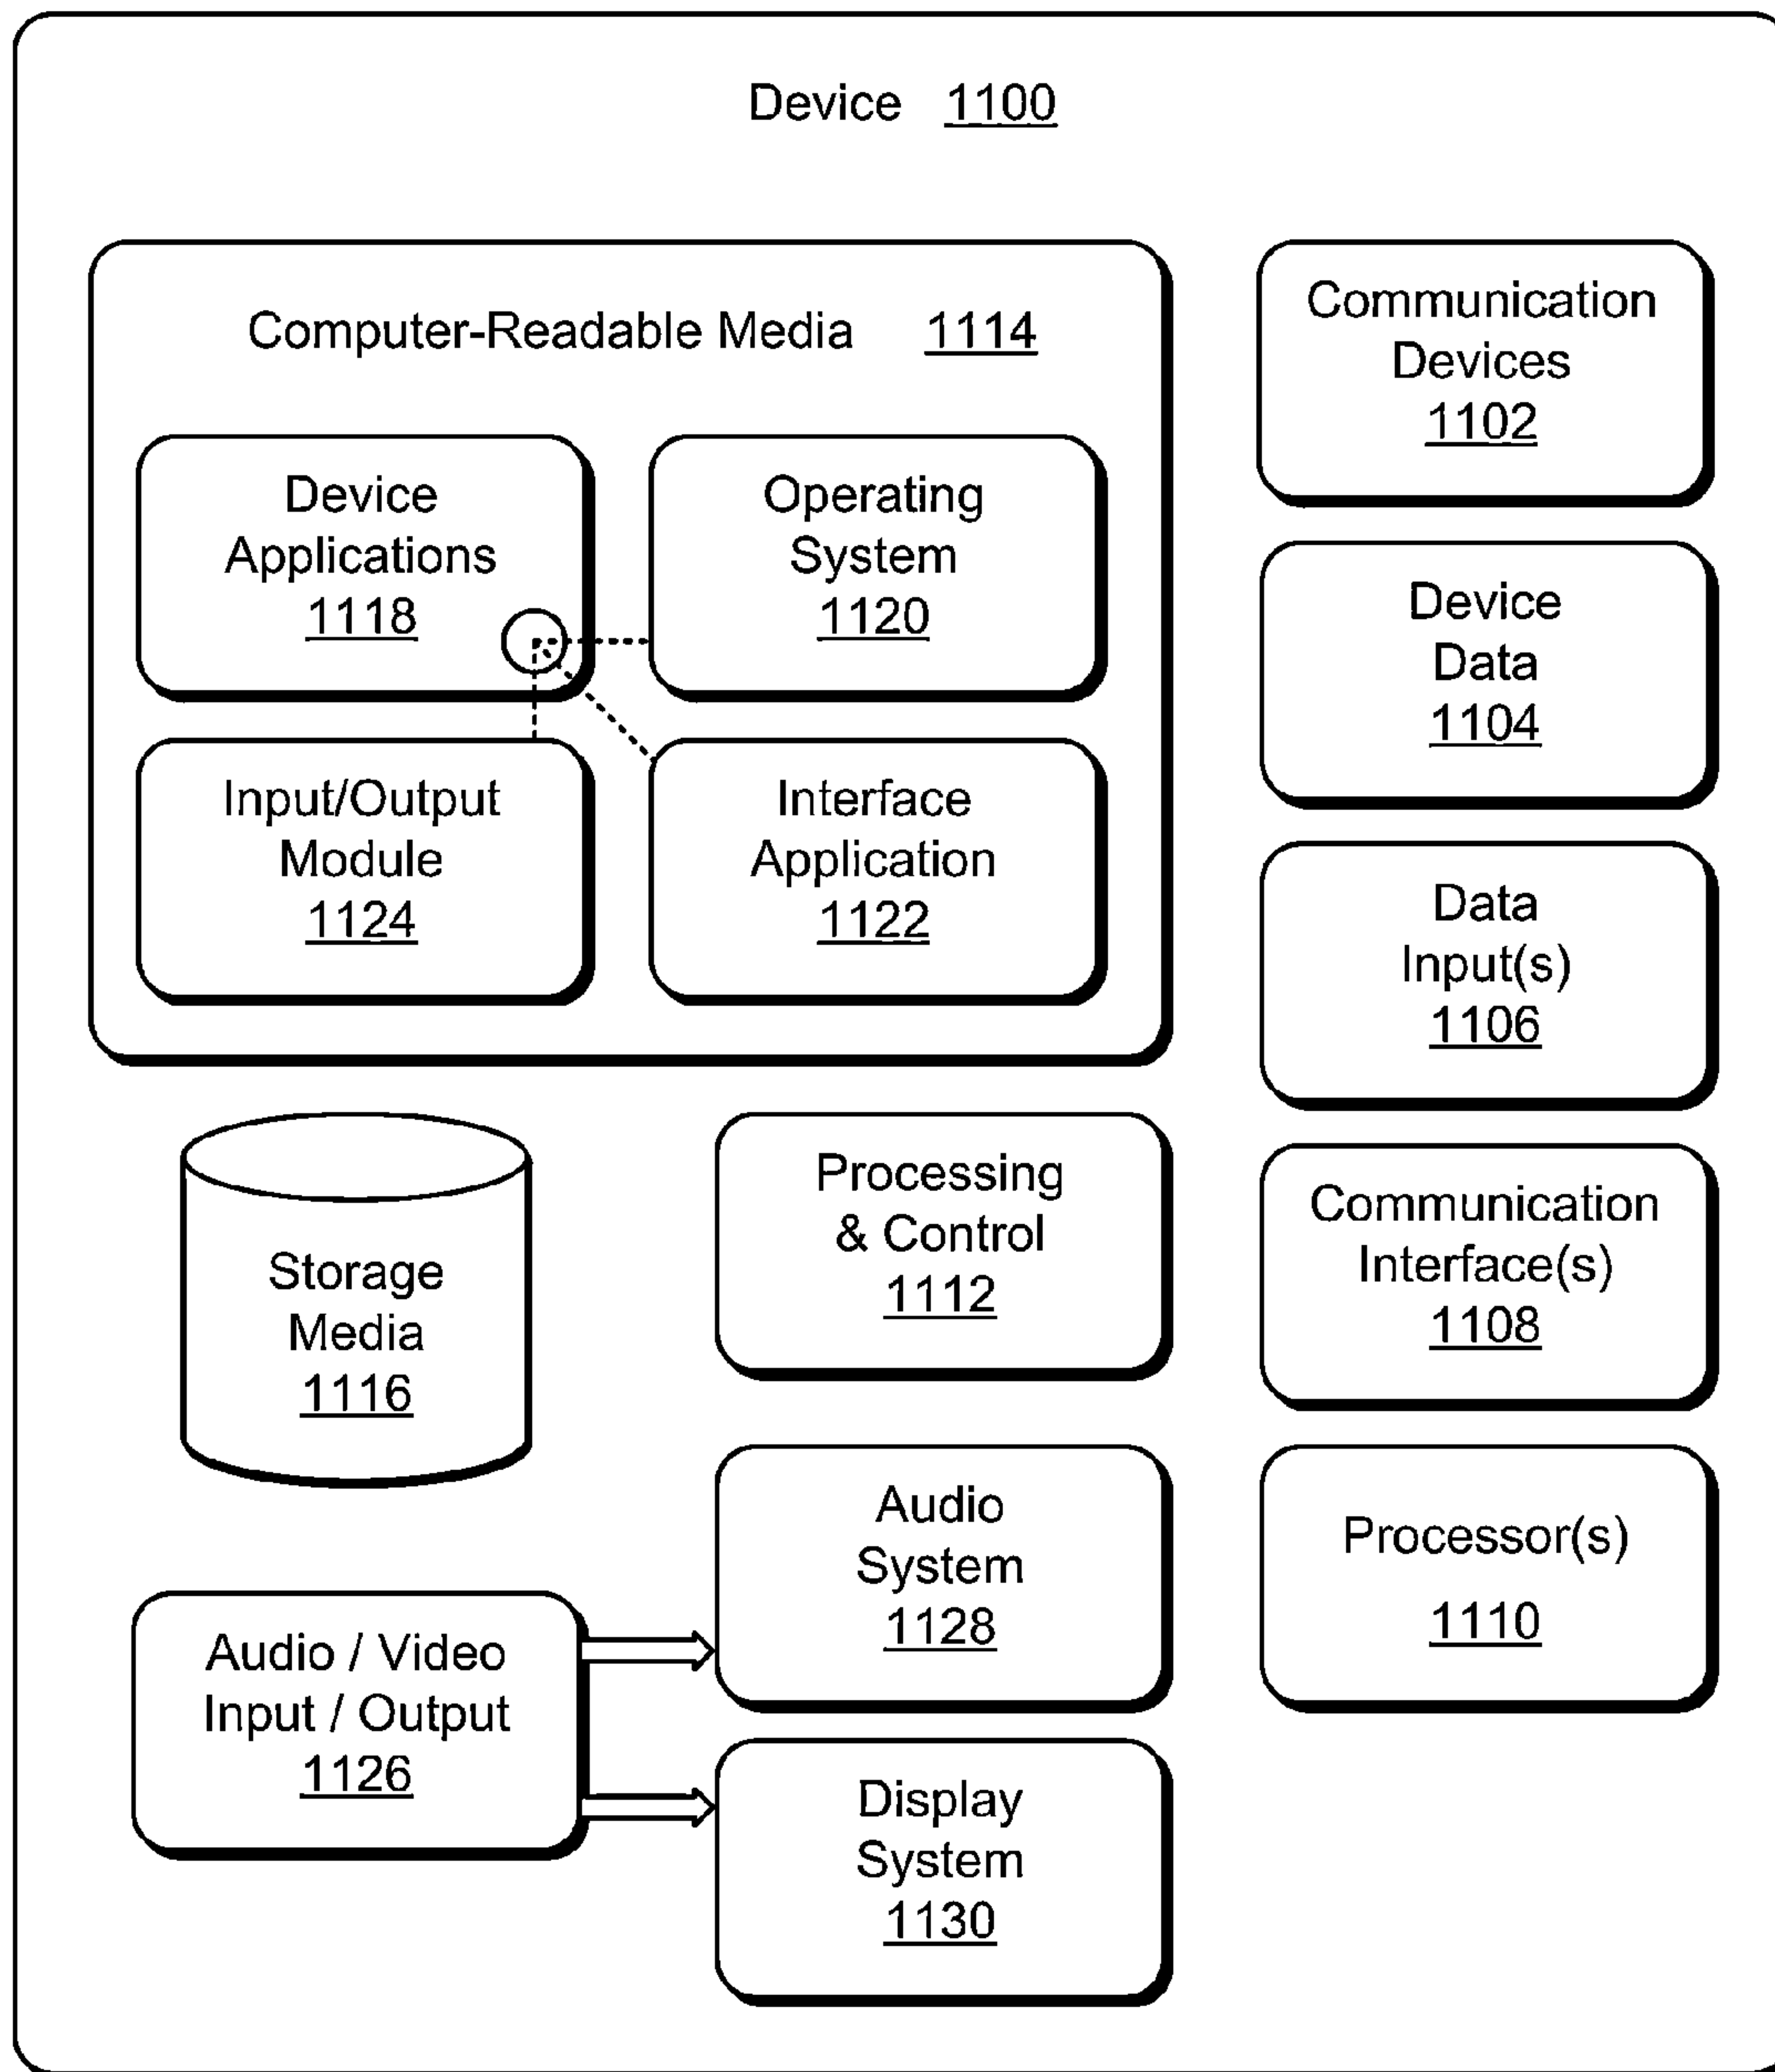 Device 1100
Computer-Readable Media 1114
Device
Applications
1118
Operating
System
1120
Input/Output
Module
1124
Interface
Application
1122
Communication
Devices
1102
Device
Data
1104
Data
Input(s)
1106
Communication
Interface(s)
1108
Processor(s)
1110
Storage
Media
1116
Processing
& Control
1112
Audio / Video
Input / Output
1126
Audio
System
1128
Display
System
1130